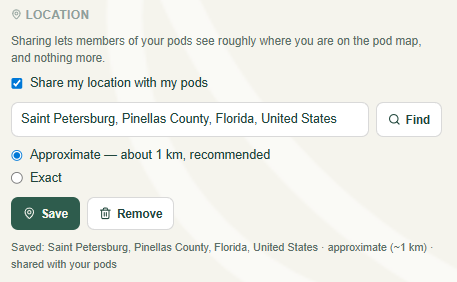 LOCATION
Sharing lets members of your pods see roughly where you are on the pod map,
and nothing more.
Share my location with my pods
Saint Petersburg, Pinellas County, Florida, United States
Find
Approximate — about 1 km, recommended
Exact
Save
Remove
Saved: Saint Petersburg, Pinellas County, Florida, United States · approximate (~1 km) ·
shared with your pods